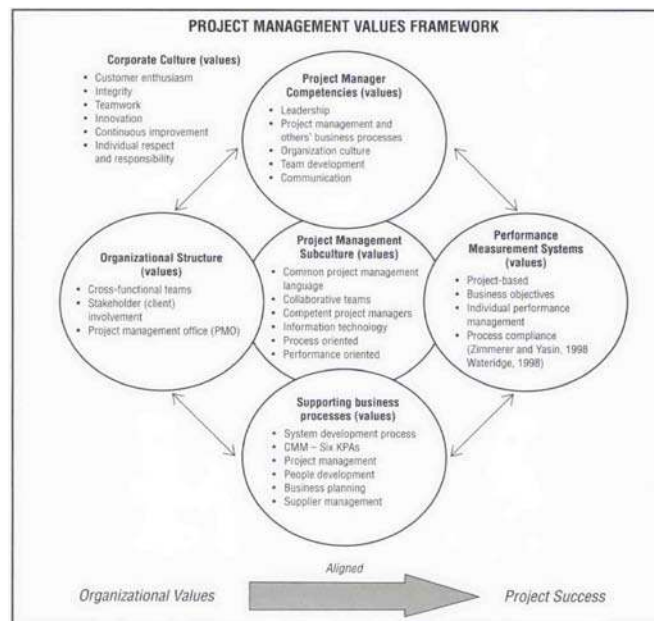 PROJECT MANAGEMENT VALUES FRAMEWORK
Corporate Culture (values)
• Customer enthusiasm
• Integrity
• Teamwork
• Innovation
• Continuous improvement
• Individual respect
and responsibility
Project Manager
Competencies (values)
• Leadership
• Project management and
others' business processes
• Organization culture
• Team development
• Communication
Organizational Structure
(values)
• Cross-functional teams
• Stakeholder (client)
involvement
• Project management office (PMO)
Project Management
Subculture (values)
• Common project management
language
• Collaborative teams
• Competent project managers
• Information technology
• Process oriented
• Performance oriented
Performance
Measurement Systems
(values)
• Project-based
• Business objectives
• Individual performance
management
• Process compliance
(Zimmerer and Yasin, 1998
Wateridge, 1998)
Supporting business
processes (values)
• System development process
• CMM – Six KPAs
• Project management
• People development
• Business planning
• Supplier management
Aligned
Organizational Values
Project Success